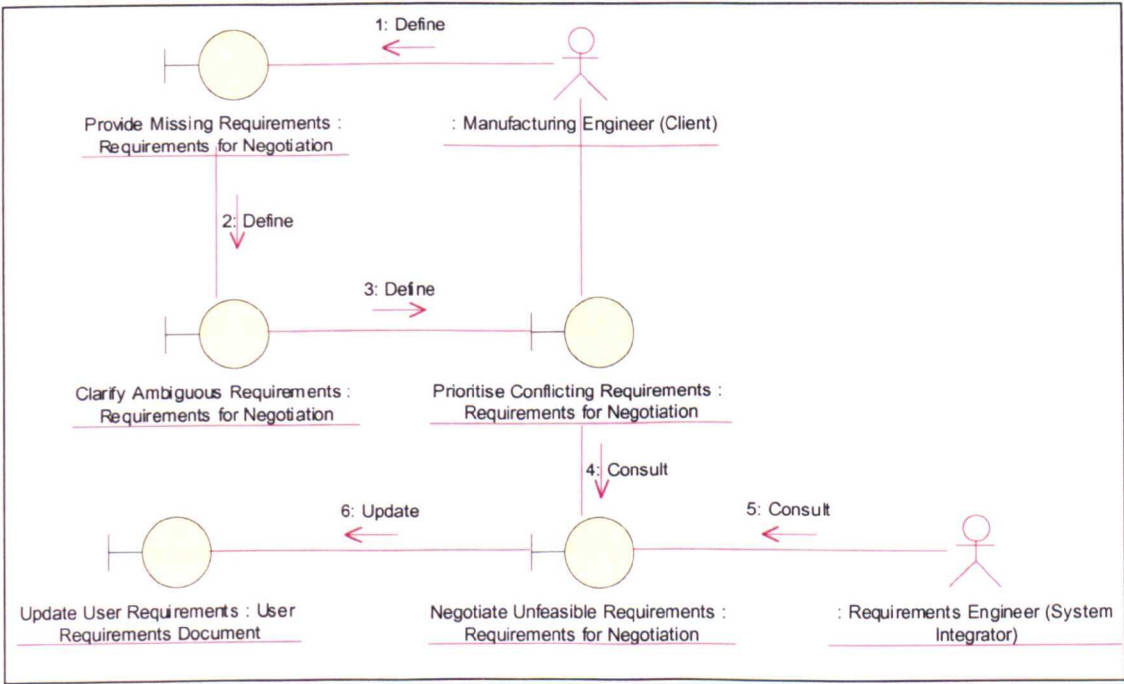 1: Define
Provide Missing Requirements :
Requirements for Negotiation
: Manufacturing Engineer (Client)
2: Define
3: Define
Clarify Ambiguous Requirements :
Requirements for Negotiation
Prioritise Conflicting Requirements :
Requirements for Negotiation
4: Consult
6: Update
5: Consult
Update User Requirements : User
Requirements Document
Negotiate Unfeasible Requirements :
Requirements for Negotiation
: Requirements Engineer (System
Integrator)